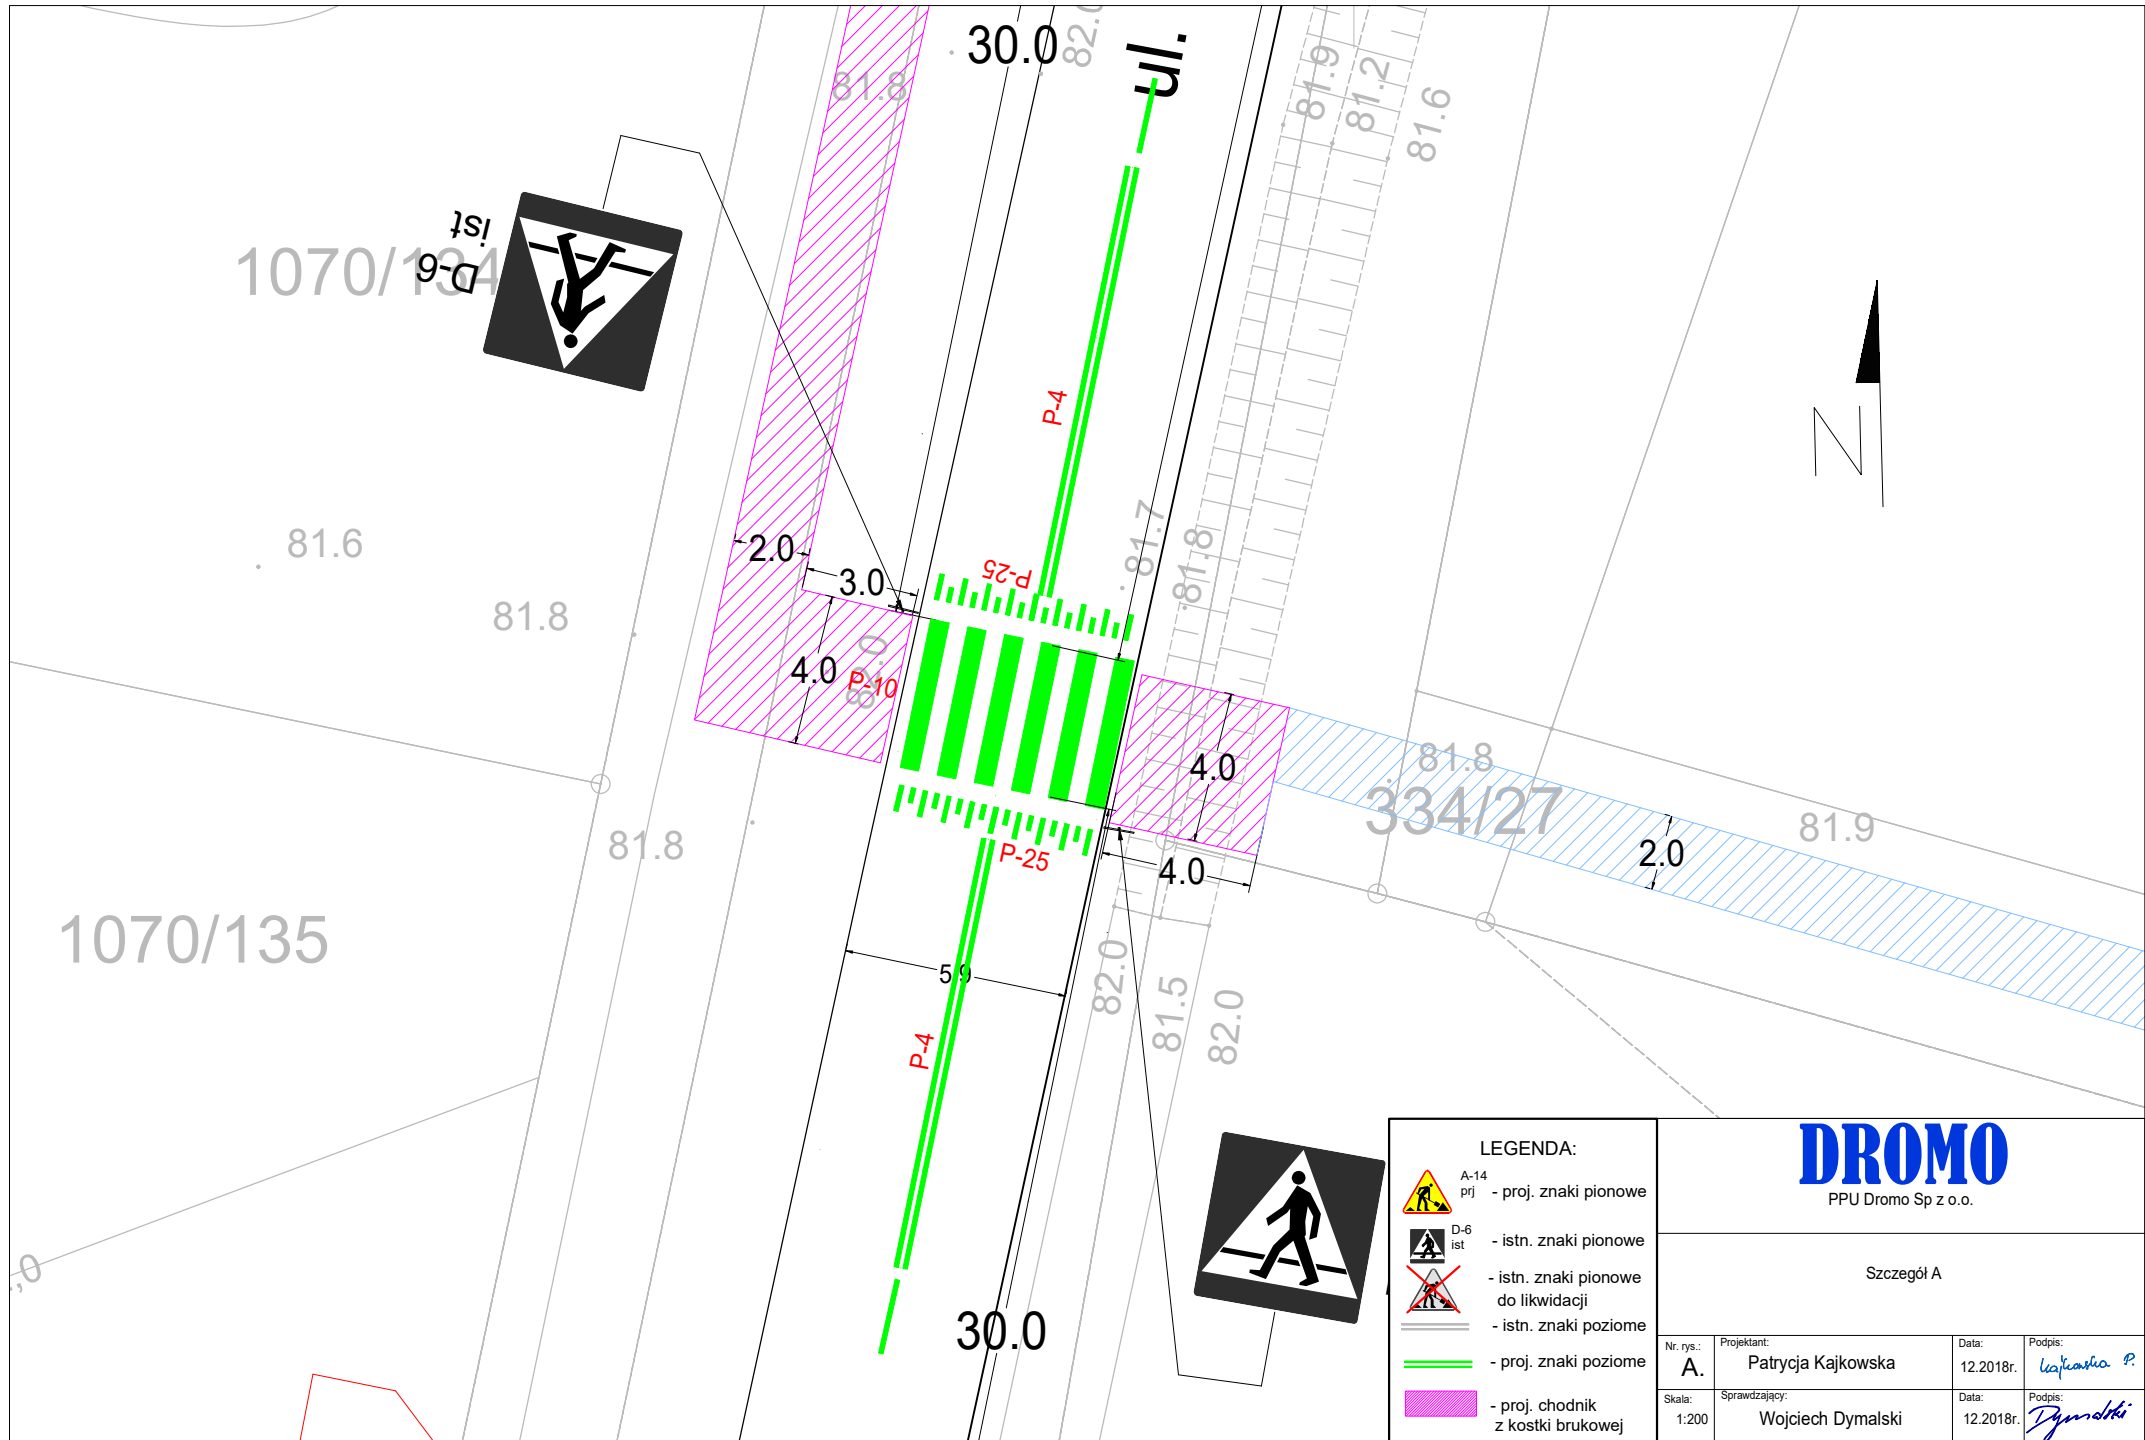 30.0
82.0
ul.
81.8
81.9
81.2
81.6
ist
D-6
1070/134
P-4
N
81.6
81.8
2.0
3.0
P-25
81.7
81.8
4.0
P-10
82.0
4.0
81.8
334/27
81.9
2.0
81.8
P-25
4.0
1070/135
5.9
82.0
81.5
82.0
P-4
30.0
,0
LEGENDA:
A-14
prj
- proj. znaki pionowe
D-6
ist
- istn. znaki pionowe
- istn. znaki pionowe
do likwidacji
- istn. znaki poziome
- proj. znaki poziome
- proj. chodnik
z kostki brukowej
DROMO
PPU Dromo Sp z o.o.
Szczegół A
Nr. rys.:
A.
Projektant:
Patrycja Kajkowska
Data:
12.2018r.
Podpis:
Kajkowska P.
Skala:
1:200
Sprawdzający:
Wojciech Dymalski
Data:
12.2018r.
Podpis:
Dymalski